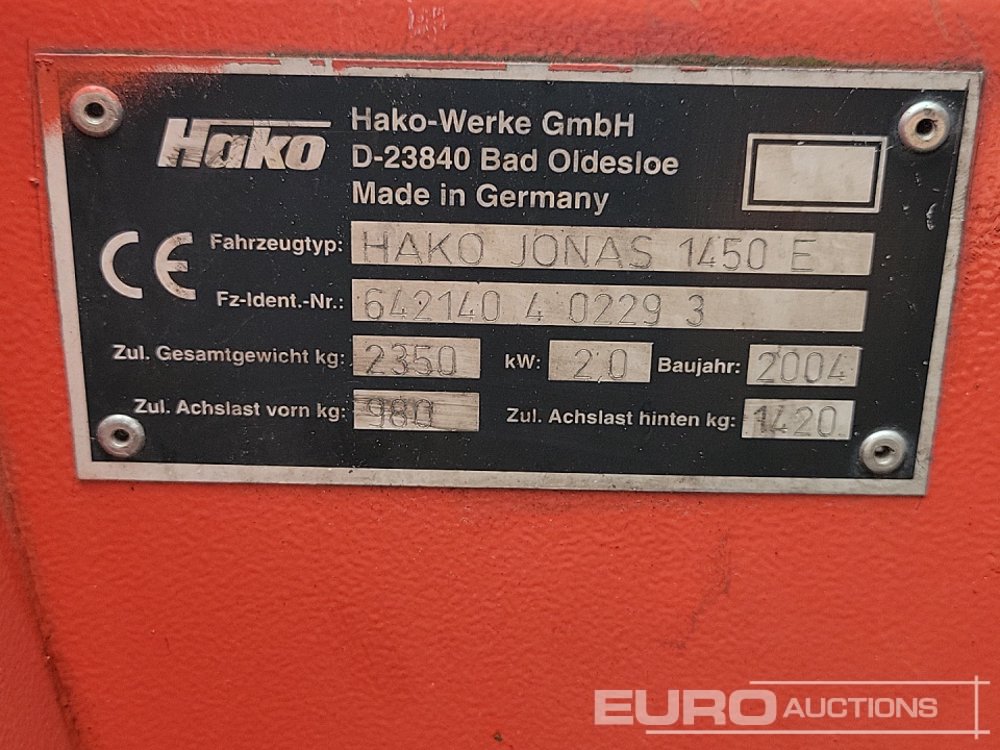 Hako
Hako-Werke GmbH
D-23840 Bad Oldesloe
Made in Germany
CE
Fahrzeugtyp: HAKO JONAS 1450 E
Fz-Ident.-Nr.: 642140 4 0229 3
Zul. Gesamtgewicht kg: 2350 kW: 2.0 Baujahr: 2004
Zul. Achslast vorn kg: 980 Zul. Achslast hinten kg: 1420
EURO AUCTIONS